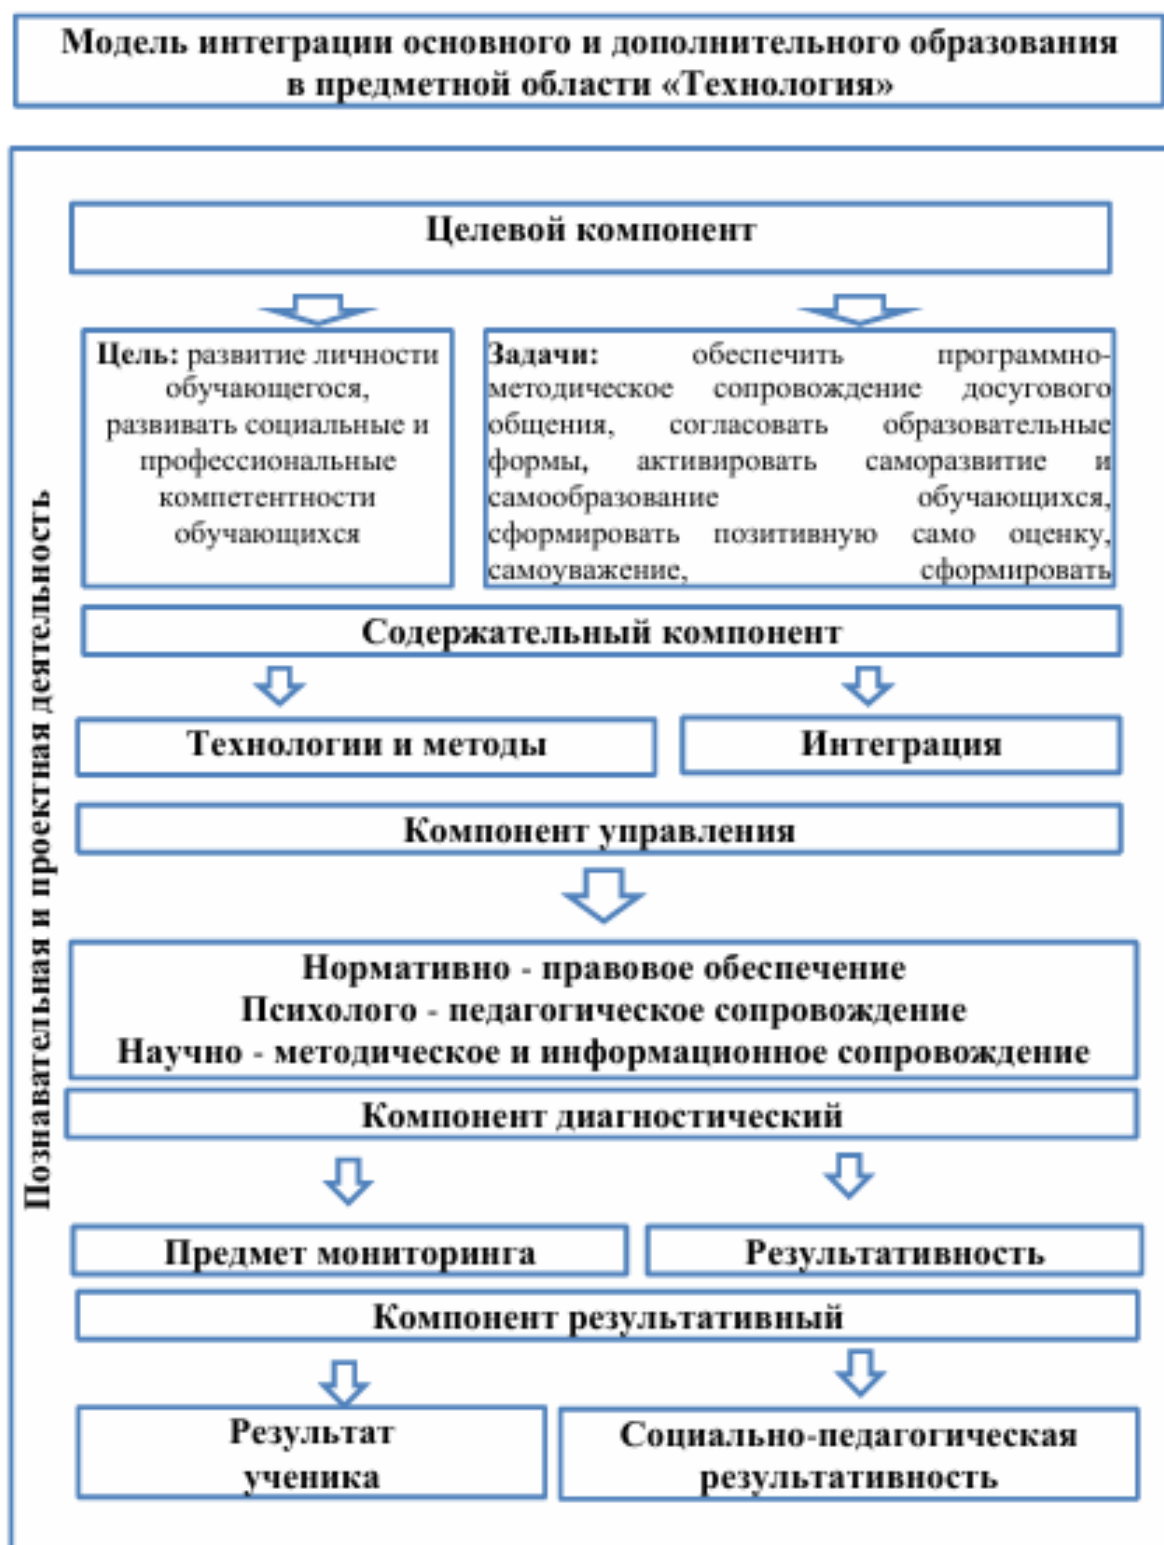 Модель интеграции основного и дополнительного образования
в предметной области «Технология»
Познавательная и проектная деятельность
Целевой компонент
Цель: развитие личности
обучающегося,
развивать социальные и
профессиональные
компетентности
обучающихся
Задачи: обеспечить программно-
методическое сопровождение досугового
общения, согласовать образовательные
формы, активировать саморазвитие и
самообразование обучающихся,
сформировать позитивную само оценку,
самоуважение, сформировать
Содержательный компонент
Технологии и методы
Интеграция
Компонент управления
Нормативно - правовое обеспечение
Психолого - педагогическое сопровождение
Научно - методическое и информационное сопровождение
Компонент диагностический
Предмет мониторинга
Результативность
Компонент результативный
Результат
ученика
Социально-педагогическая
результативность